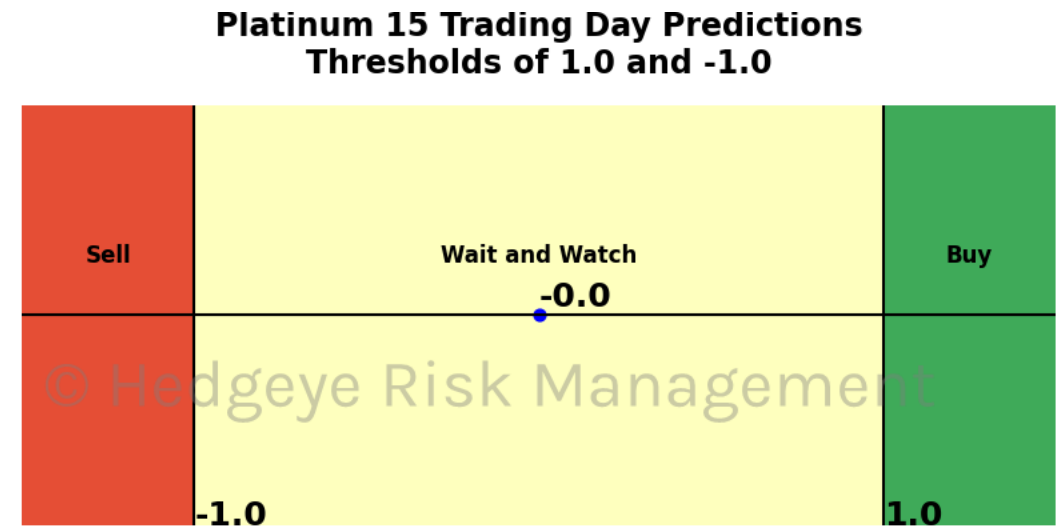 Platinum 15 Trading Day Predictions
Thresholds of 1.0 and -1.0
Sell
Wait and Watch
Buy
-0.0
© Hedgeye Risk Management
-1.0
1.0